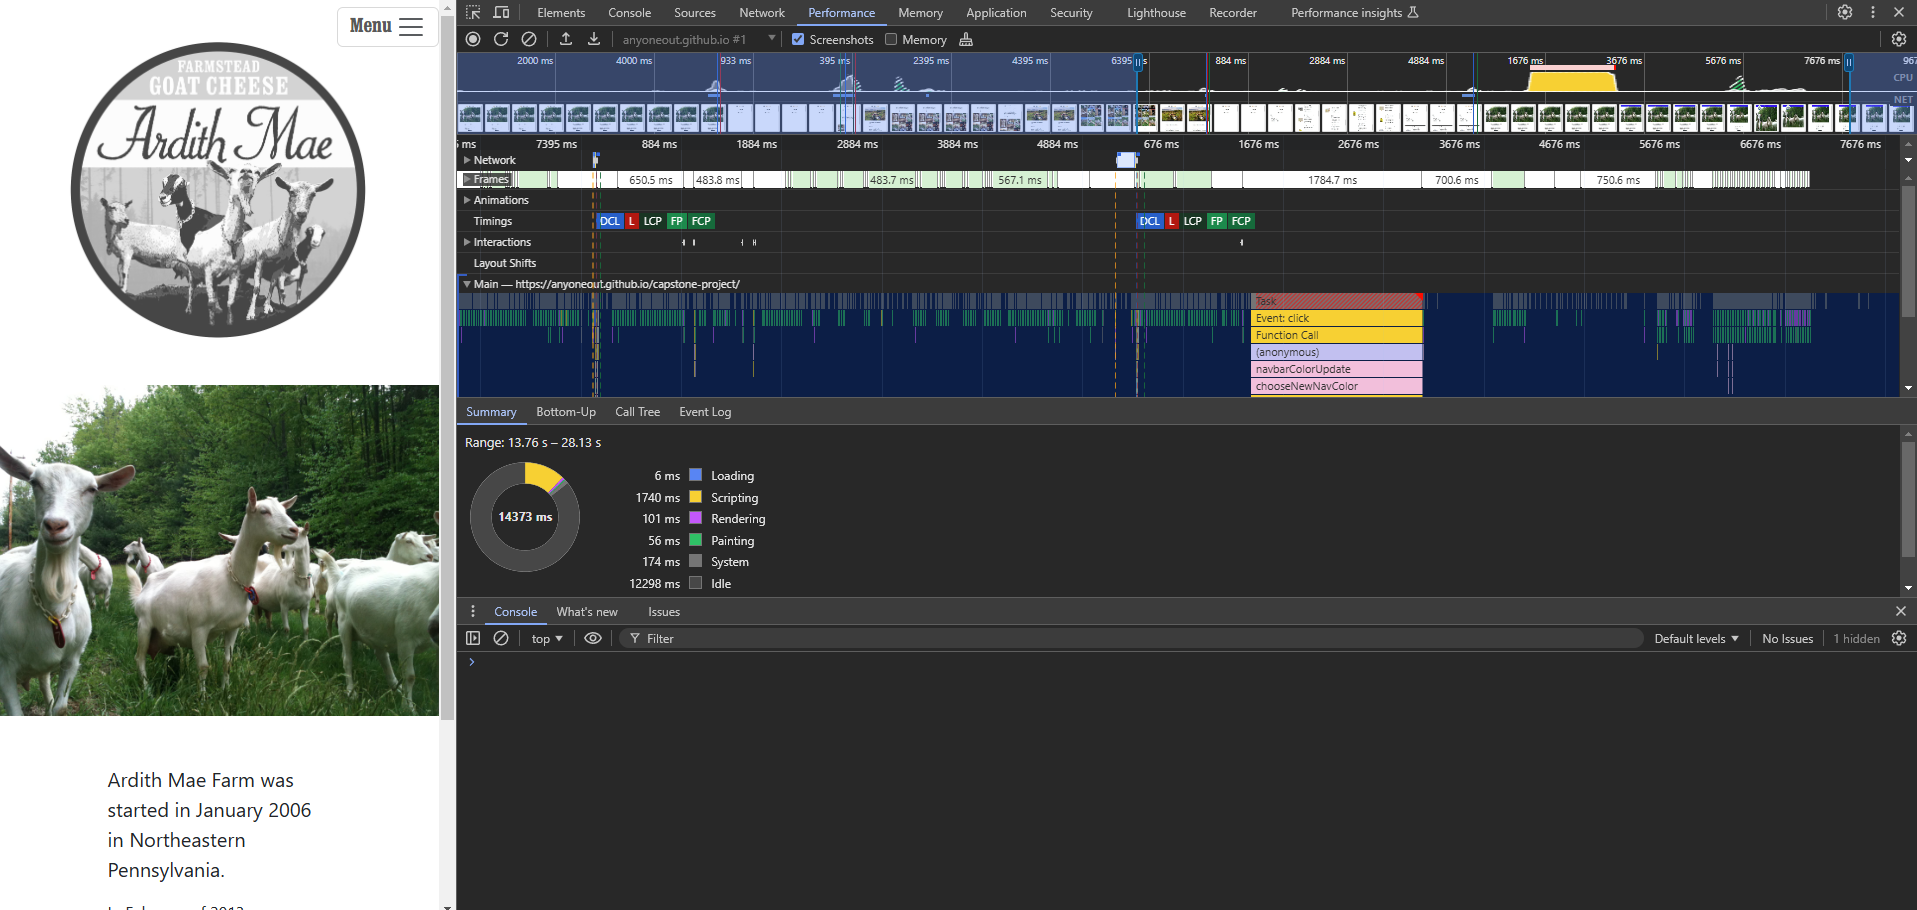 Menu
FARMSTEAD
GOAT CHEESE
Ardith Mae
Ardith Mae Farm was
started in January 2006
in Northeastern
Pennsylvania.
Elements Console Sources Network Performance Memory Application Security Lighthouse Recorder Performance insights
anyoneout.github.io #1 Screenshots Memory
2000 ms 4000 ms 933 ms 395 ms 2395 ms 4395 ms 6395 s 884 ms 2884 ms 4884 ms 1676 ms 3676 ms 5676 ms 7676 ms 967
CPU
NET
5 ms 7395 ms 884 ms 1884 ms 2884 ms 3884 ms 4884 ms 676 ms 1676 ms 2676 ms 3676 ms 4676 ms 5676 ms 6676 ms 7676 ms
Network
Frames 650.5 ms 483.8 ms 483.7 ms 567.1 ms 1784.7 ms 700.6 ms 750.6 ms
Animations
Timings DCL L LCP FP FCP DCL L LCP FP FCP
Interactions
Layout Shifts
Main — https://anyoneout.github.io/capstone-project/
Task
Event: click
Function Call
(anonymous)
navbarColorUpdate
chooseNewNavColor
Summary Bottom-Up Call Tree Event Log
Range: 13.76 s – 28.13 s
14373 ms
6 ms Loading
1740 ms Scripting
101 ms Rendering
56 ms Painting
174 ms System
12298 ms Idle
Console What's new Issues
top Filter Default levels No Issues 1 hidden